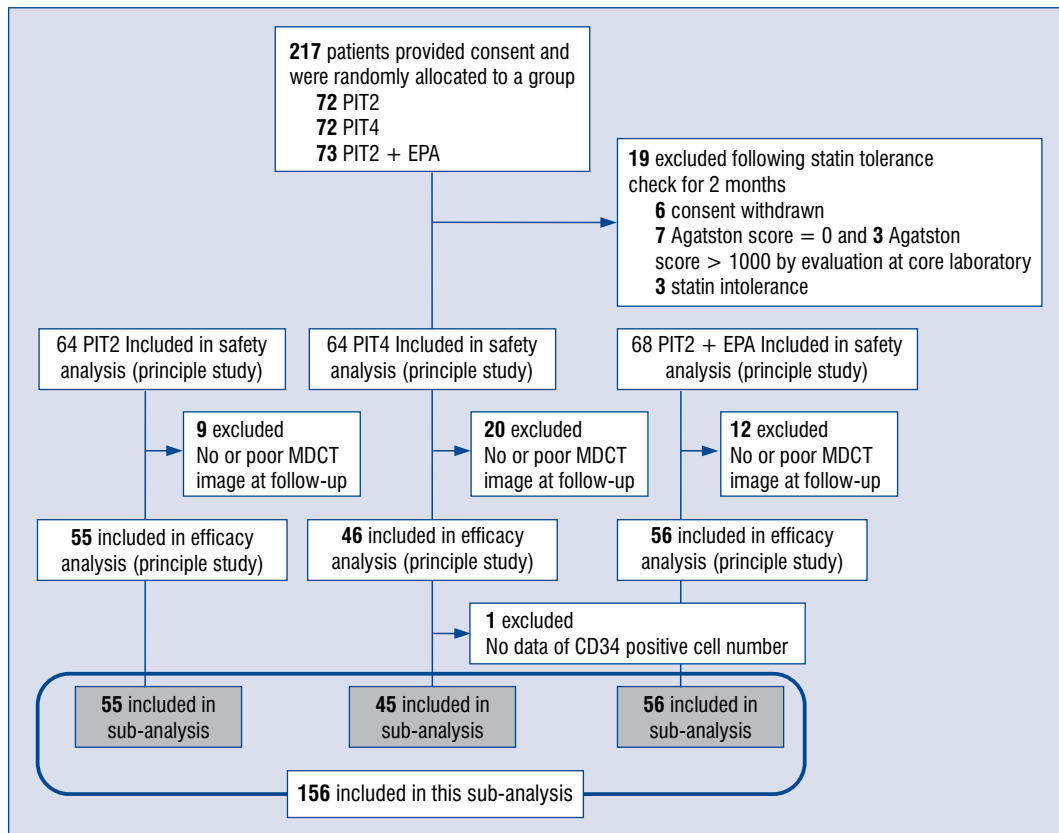 217 patients provided consent and
were randomly allocated to a group
72 PIT2
72 PIT4
73 PIT2 + EPA
19 excluded following statin tolerance
check for 2 months
6 consent withdrawn
7 Agatston score = 0 and 3 Agatston
score > 1000 by evaluation at core laboratory
3 statin intolerance
64 PIT2 Included in safety
analysis (principle study)
64 PIT4 Included in safety
analysis (principle study)
68 PIT2 + EPA Included in safety
analysis (principle study)
9 excluded
No or poor MDCT
image at follow-up
20 excluded
No or poor MDCT
image at follow-up
12 excluded
No or poor MDCT
image at follow-up
55 included in efficacy
analysis (principle study)
46 included in efficacy
analysis (principle study)
56 included in efficacy
analysis (principle study)
1 excluded
No data of CD34 positive cell number
55 included in
sub-analysis
45 included in
sub-analysis
56 included in
sub-analysis
156 included in this sub-analysis